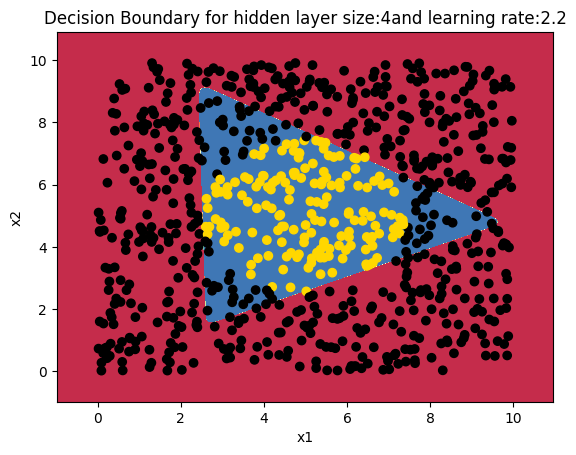 Decision Boundary for hidden layer size:4and learning rate:2.2
10
8
6
4
2
0
x2
0 2 4 6 8 10
x1